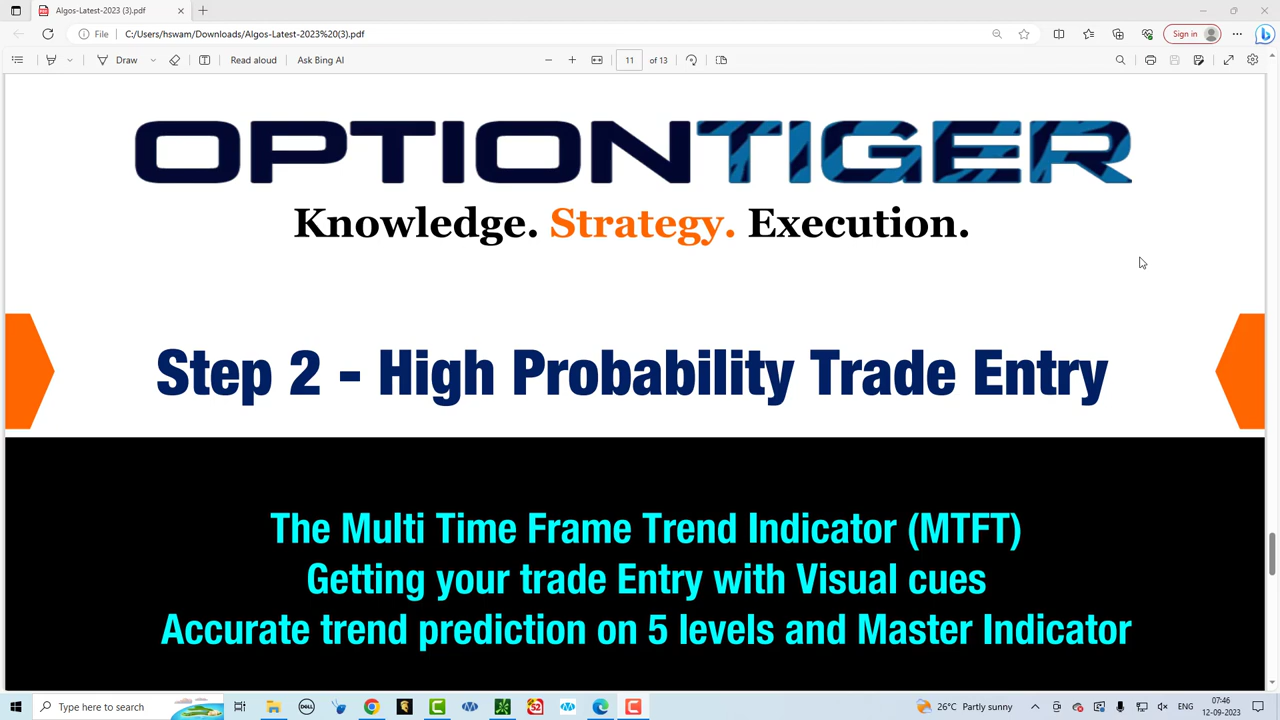 Algos-Latest-2023 (3).pdf
File C:/Users/hswam/Downloads/Algos-Latest-2023%20(3).pdf Sign in
Draw Read aloud Ask Bing AI 11 of 13
OPTIONTIGER
Knowledge. Strategy. Execution.
Step 2 - High Probability Trade Entry
The Multi Time Frame Trend Indicator (MTFT)
Getting your trade Entry with Visual cues
Accurate trend prediction on 5 levels and Master Indicator
Type here to search DELL 52 26°C Partly sunny ENG 07:46
12-09-2023